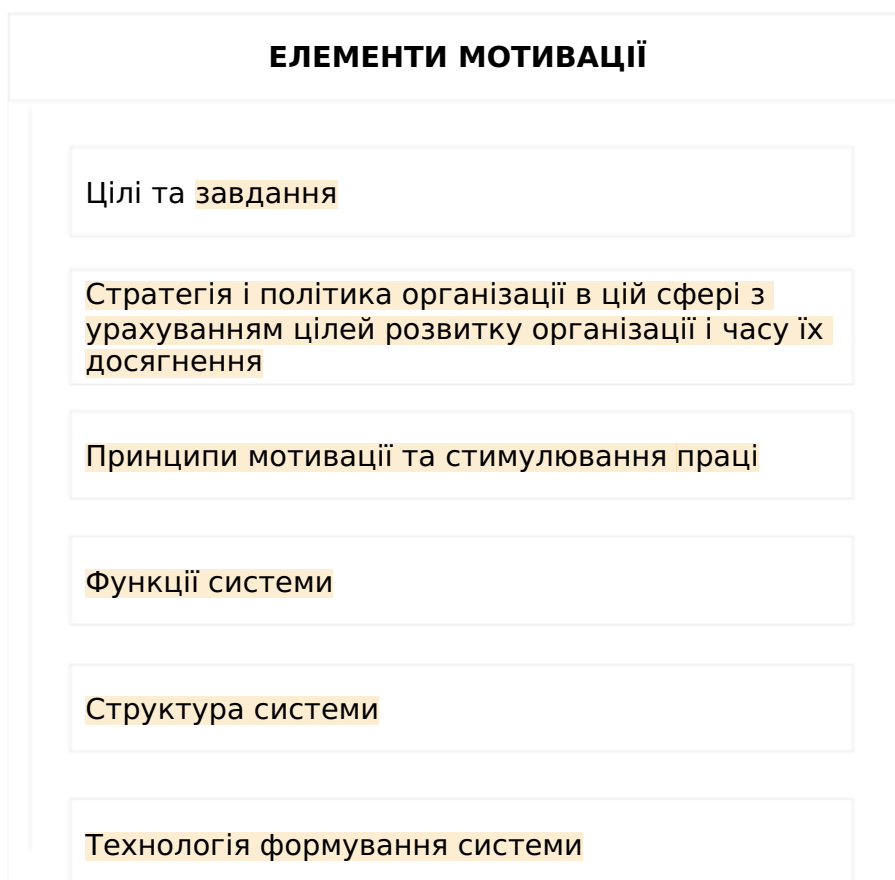 ЕЛЕМЕНТИ МОТИВАЦІЇ
Цілі та завдання
Стратегія і політика організації в цій сфері з
урахуванням цілей розвитку організації і часу їх
досягнення
Принципи мотивації та стимулювання праці
Функції системи
Структура системи
Технологія формування системи